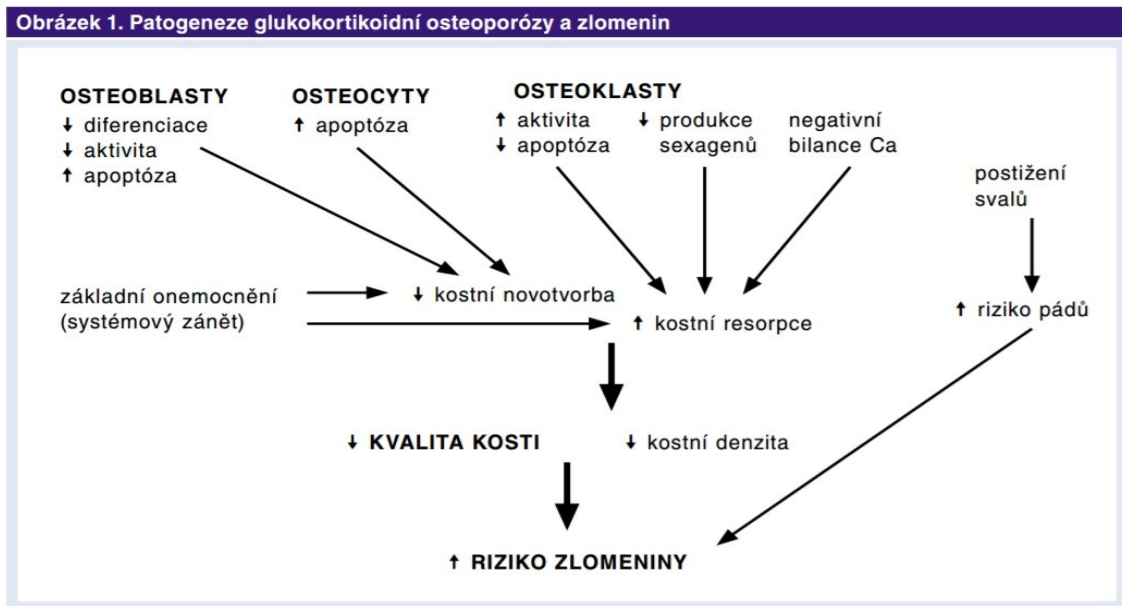 Obrázek 1. Patogeneze glukokortikoidní osteoporózy a zlomenin
OSTEOBLASTY
↓ diferenciace
↓ aktivita
↑ apoptóza
OSTEOCYTY
↑ apoptóza
OSTEOKLASTY
↑ aktivita
↓ apoptóza
↓ produkce
sexagenů
negativní
bilance Ca
postižení
svalů
základní onemocnění
(systémový zánět)
↓ kostní novotvorba
↑ kostní resorpce
↑ riziko pádů
↓ KVALITA KOSTI
↓ kostní denzita
↑ RIZIKO ZLOMENINY